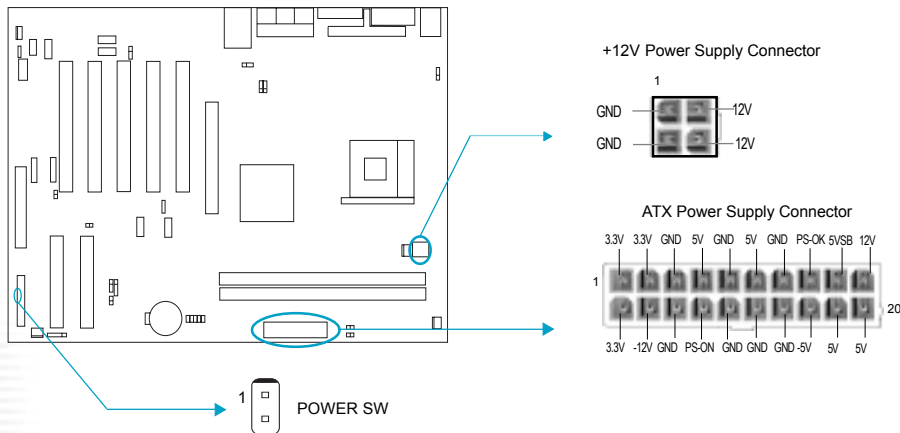 +12V Power Supply Connector
1
GND 12V
GND 12V
ATX Power Supply Connector
3.3V 3.3V GND 5V GND 5V GND PS-OK 5VSB 12V
1
20
3.3V -12V GND PS-ON GND GND GND -5V 5V 5V
1
POWER SW